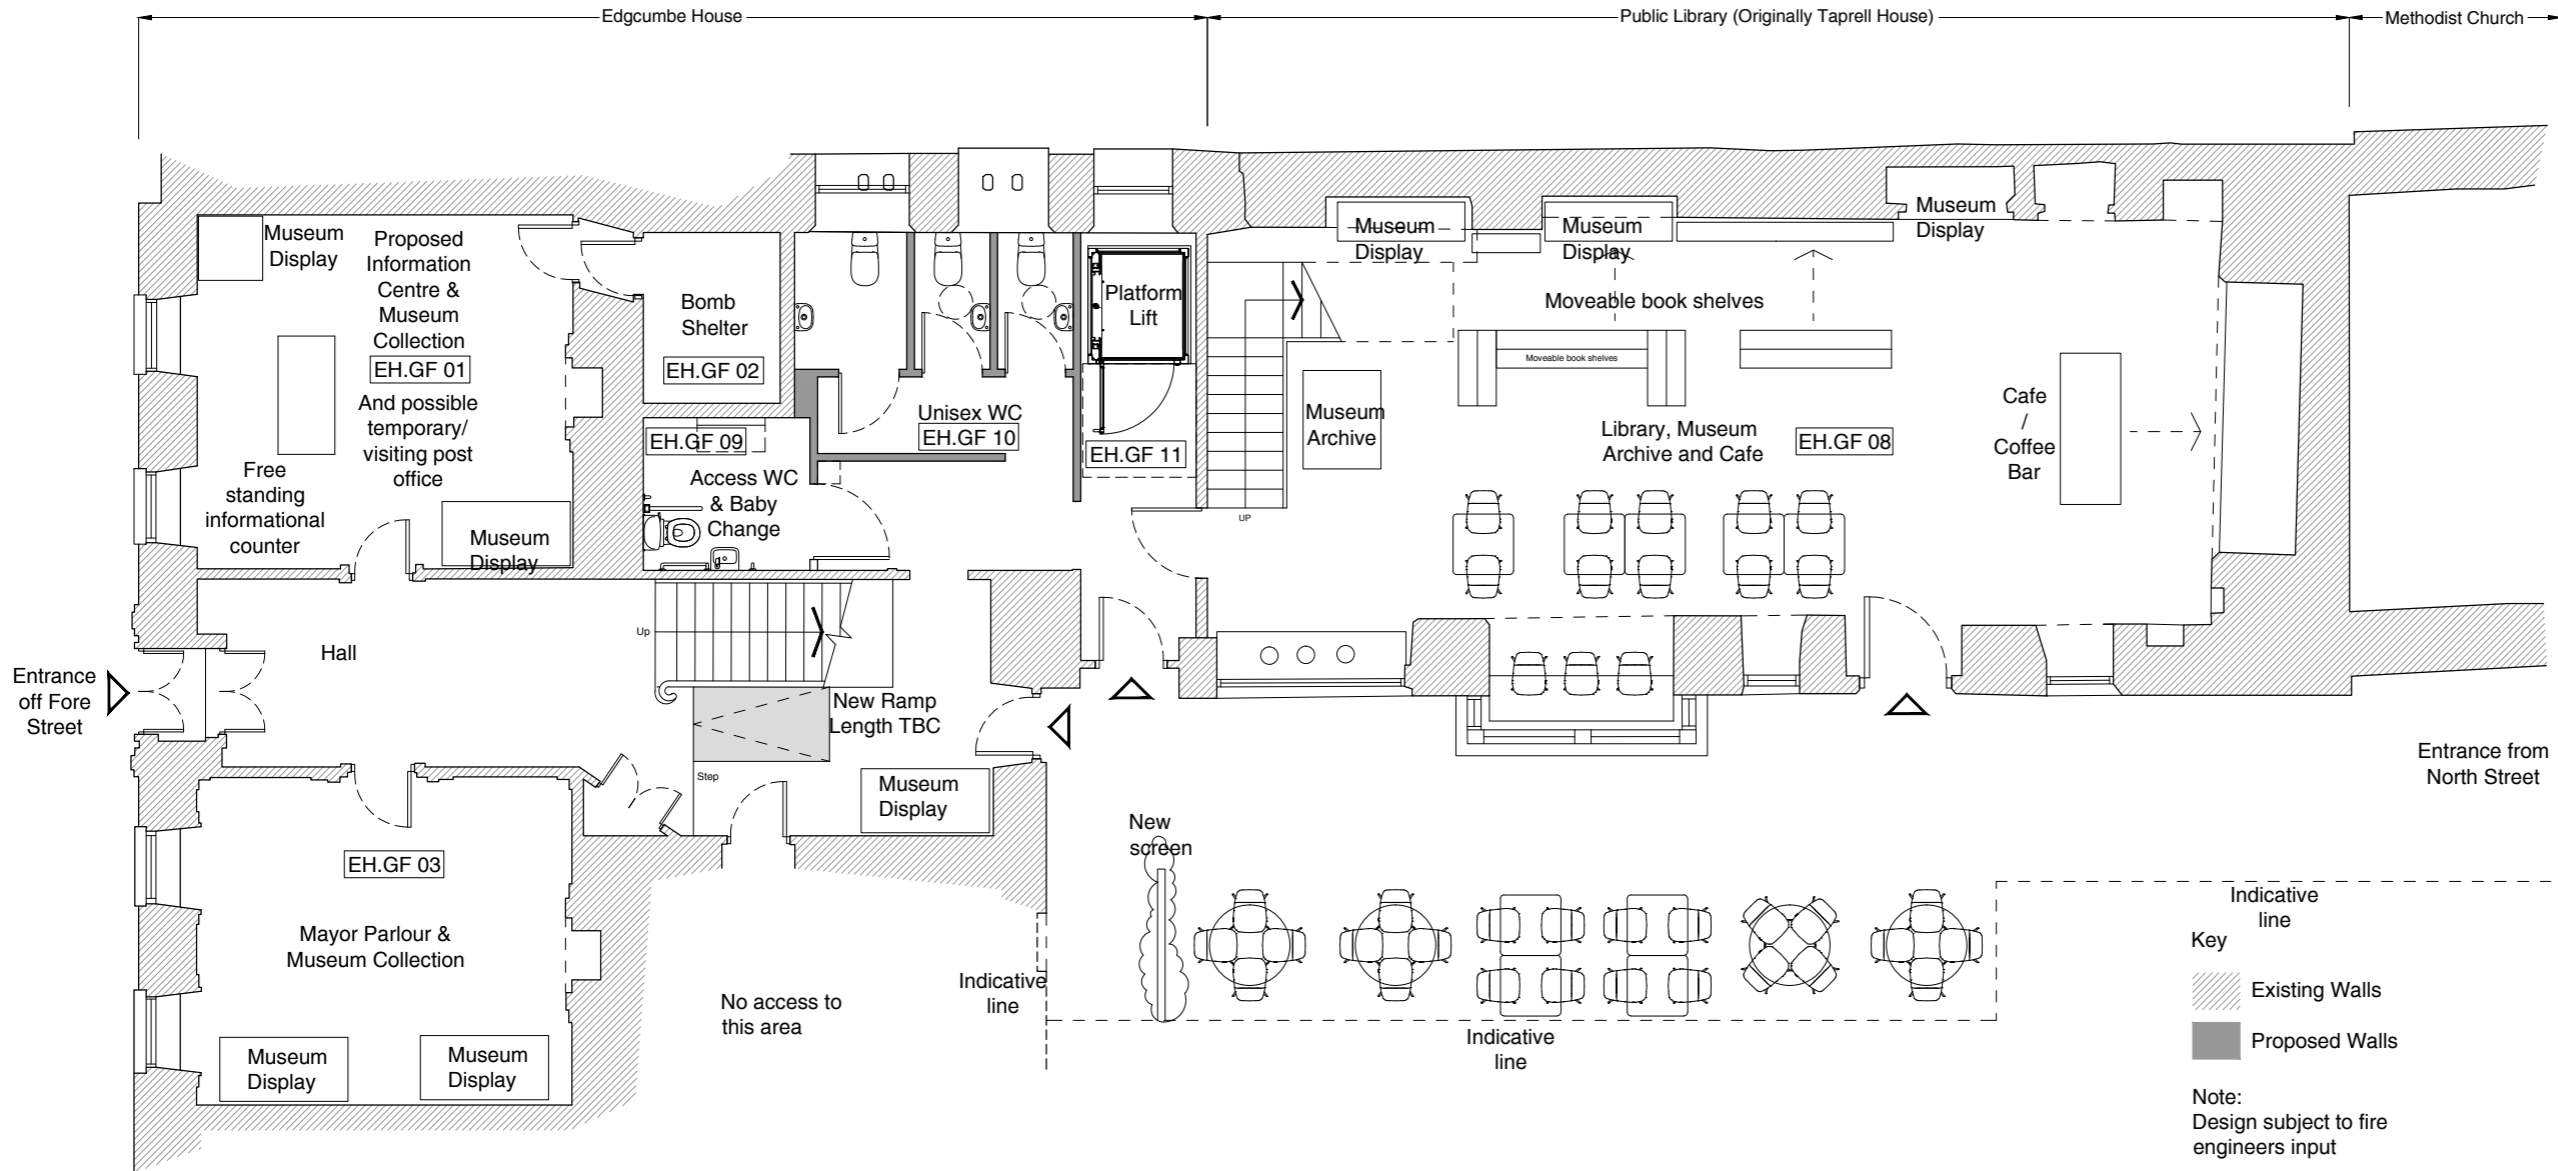 Edgcumbe House
Public Library (Originally Taprell House)
Methodist Church
Museum
Display
Proposed
Information
Centre &
Museum
Collection
EH.GF 01
And possible
temporary/
visiting post
office
Free
standing
informational
counter
Museum
Display
Bomb
Shelter
EH.GF 02
EH.GF 09
Access WC
& Baby
Change
Unisex WC
EH.GF 10
Platform
Lift
EH.GF 11
UP
Museum
Display
Museum
Display
Museum
Display
Moveable book shelves
Moveable book shelves
Museum
Archive
Library, Museum
Archive and Cafe
EH.GF 08
Cafe
/
Coffee
Bar
Entrance
off Fore
Street
Hall
Up
New Ramp
Length TBC
Step
Museum
Display
EH.GF 03
Mayor Parlour &
Museum Collection
Museum
Display
Museum
Display
No access to
this area
Indicative
line
New
screen
Indicative
line
Entrance from
North Street
Indicative
line
Key
Existing Walls
Proposed Walls
Note:
Design subject to fire
engineers input